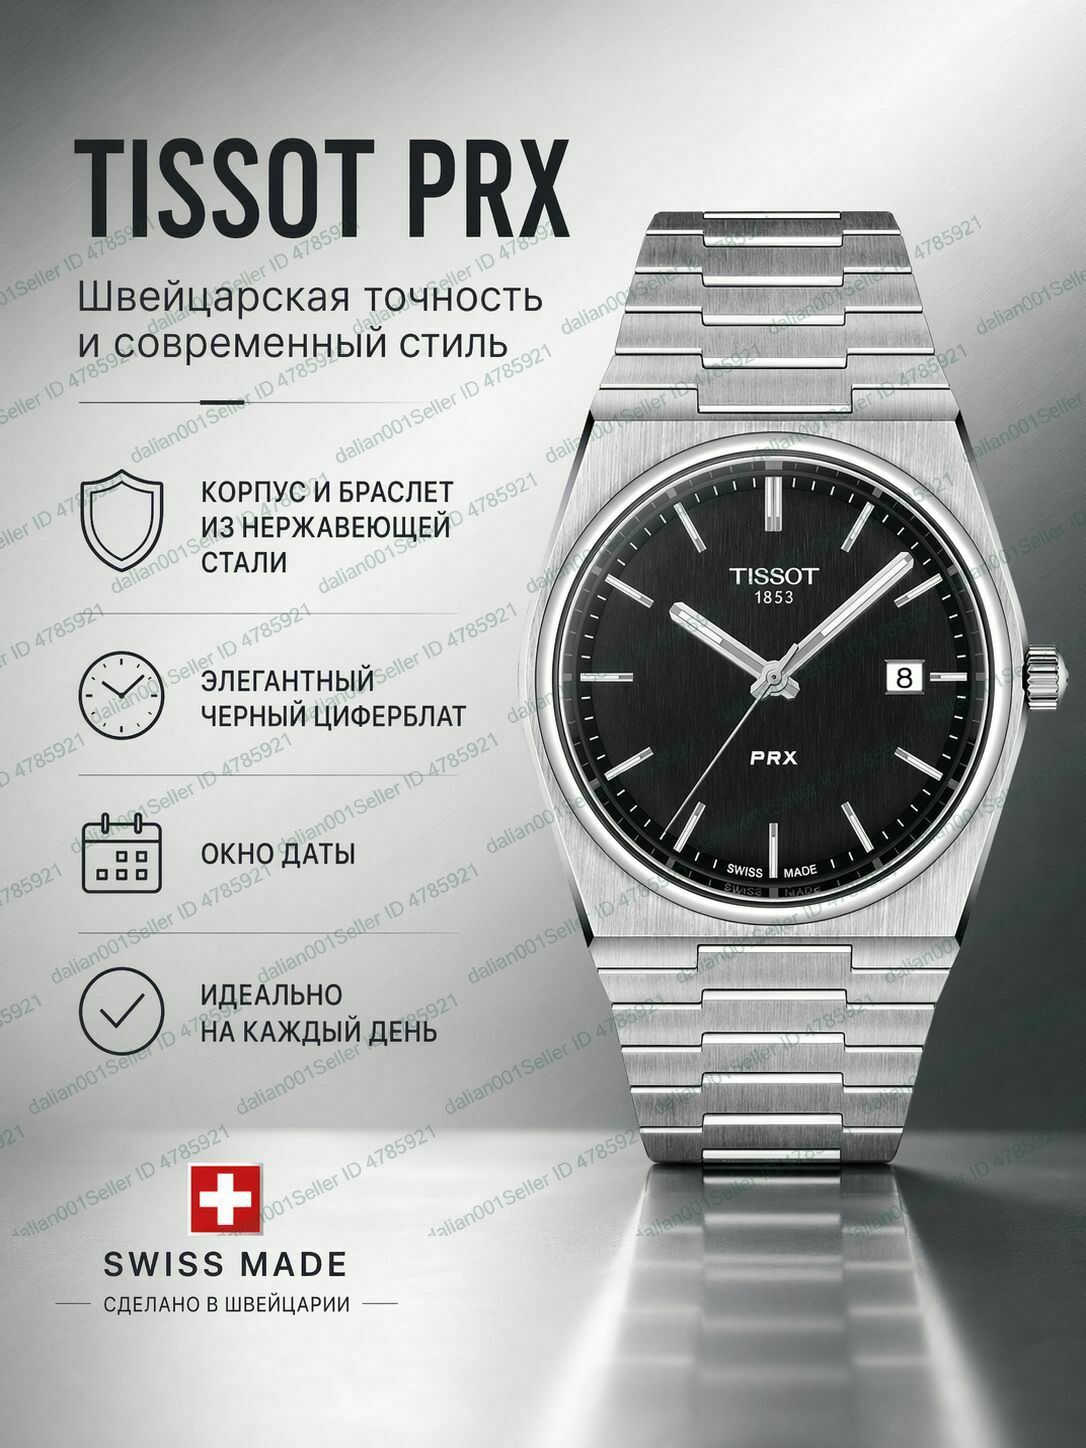 TISSOT PRX
Швейцарская точность
и современный стиль
КОРПУС И БРАСЛЕТ
ИЗ НЕРЖАВЕЮЩЕЙ
СТАЛИ
ЭЛЕГАНТНЫЙ
ЧЕРНЫЙ ЦИФЕРБЛАТ
ОКНО ДАТЫ
ИДЕАЛЬНО
НА КАЖДЫЙ ДЕНЬ
SWISS MADE
СДЕЛАНО В ШВЕЙЦАРИИ
TISSOT
1853
8
PRX
SWISS MADE
dalian001Seller ID 4785921